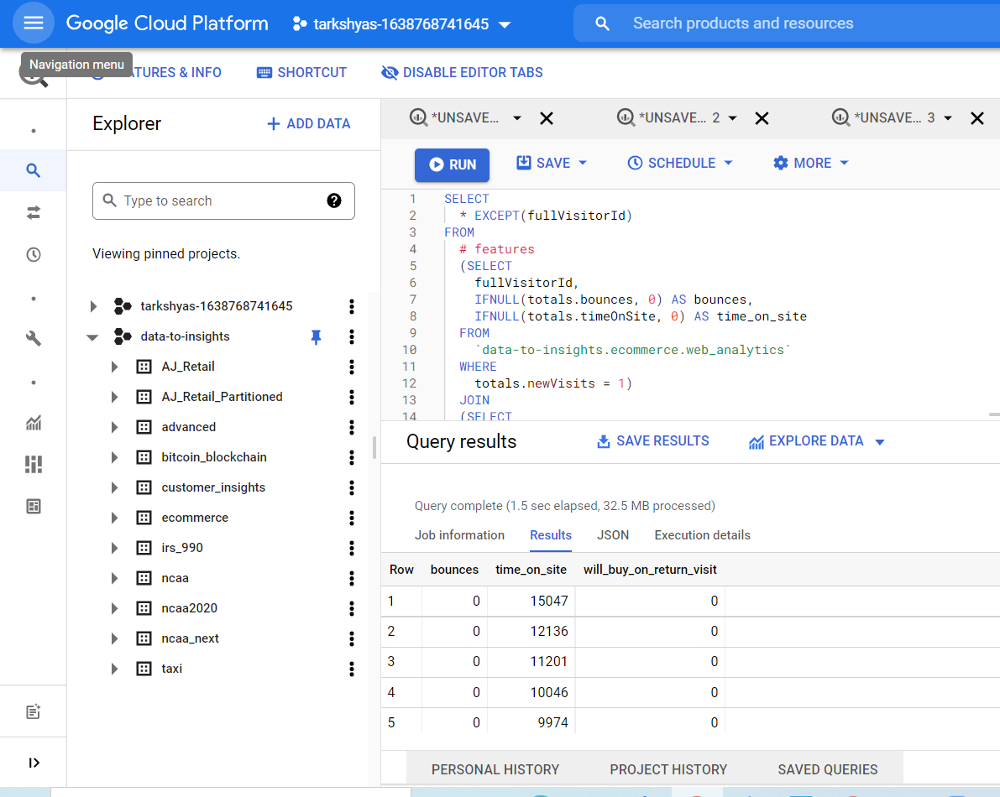 Google Cloud Platform
tarkshyas-1638768741645
Search products and resources
Navigation menu
ATURES & INFO
SHORTCUT
DISABLE EDITOR TABS
Explorer
ADD DATA
Type to search
Viewing pinned projects.
tarkshyas-1638768741645
data-to-insights
AJ_Retail
AJ_Retail_Partitioned
advanced
bitcoin_blockchain
customer_insights
ecommerce
irs_990
ncaa
ncaa2020
ncaa_next
taxi
*UNSAVE...
*UNSAVE... 2
*UNSAVE... 3
RUN
SAVE
SCHEDULE
MORE
1 SELECT
2 * EXCEPT(fullVisitorId)
3 FROM
4 # features
5 (SELECT
6 fullVisitorId,
7 IFNULL(totals.bounces, 0) AS bounces,
8 IFNULL(totals.timeOnSite, 0) AS time_on_site
9 FROM
10 `data-to-insights.ecommerce.web_analytics`
11 WHERE
12 totals.newVisits = 1)
13 JOIN
14 (SELECT
Query results
SAVE RESULTS
EXPLORE DATA
Query complete (1.5 sec elapsed, 32.5 MB processed)
Job information
Results
JSON
Execution details
Row bounces time_on_site will_buy_on_return_visit
1 0 15047 0
2 0 12136 0
3 0 11201 0
4 0 10046 0
5 0 9974 0
PERSONAL HISTORY
PROJECT HISTORY
SAVED QUERIES